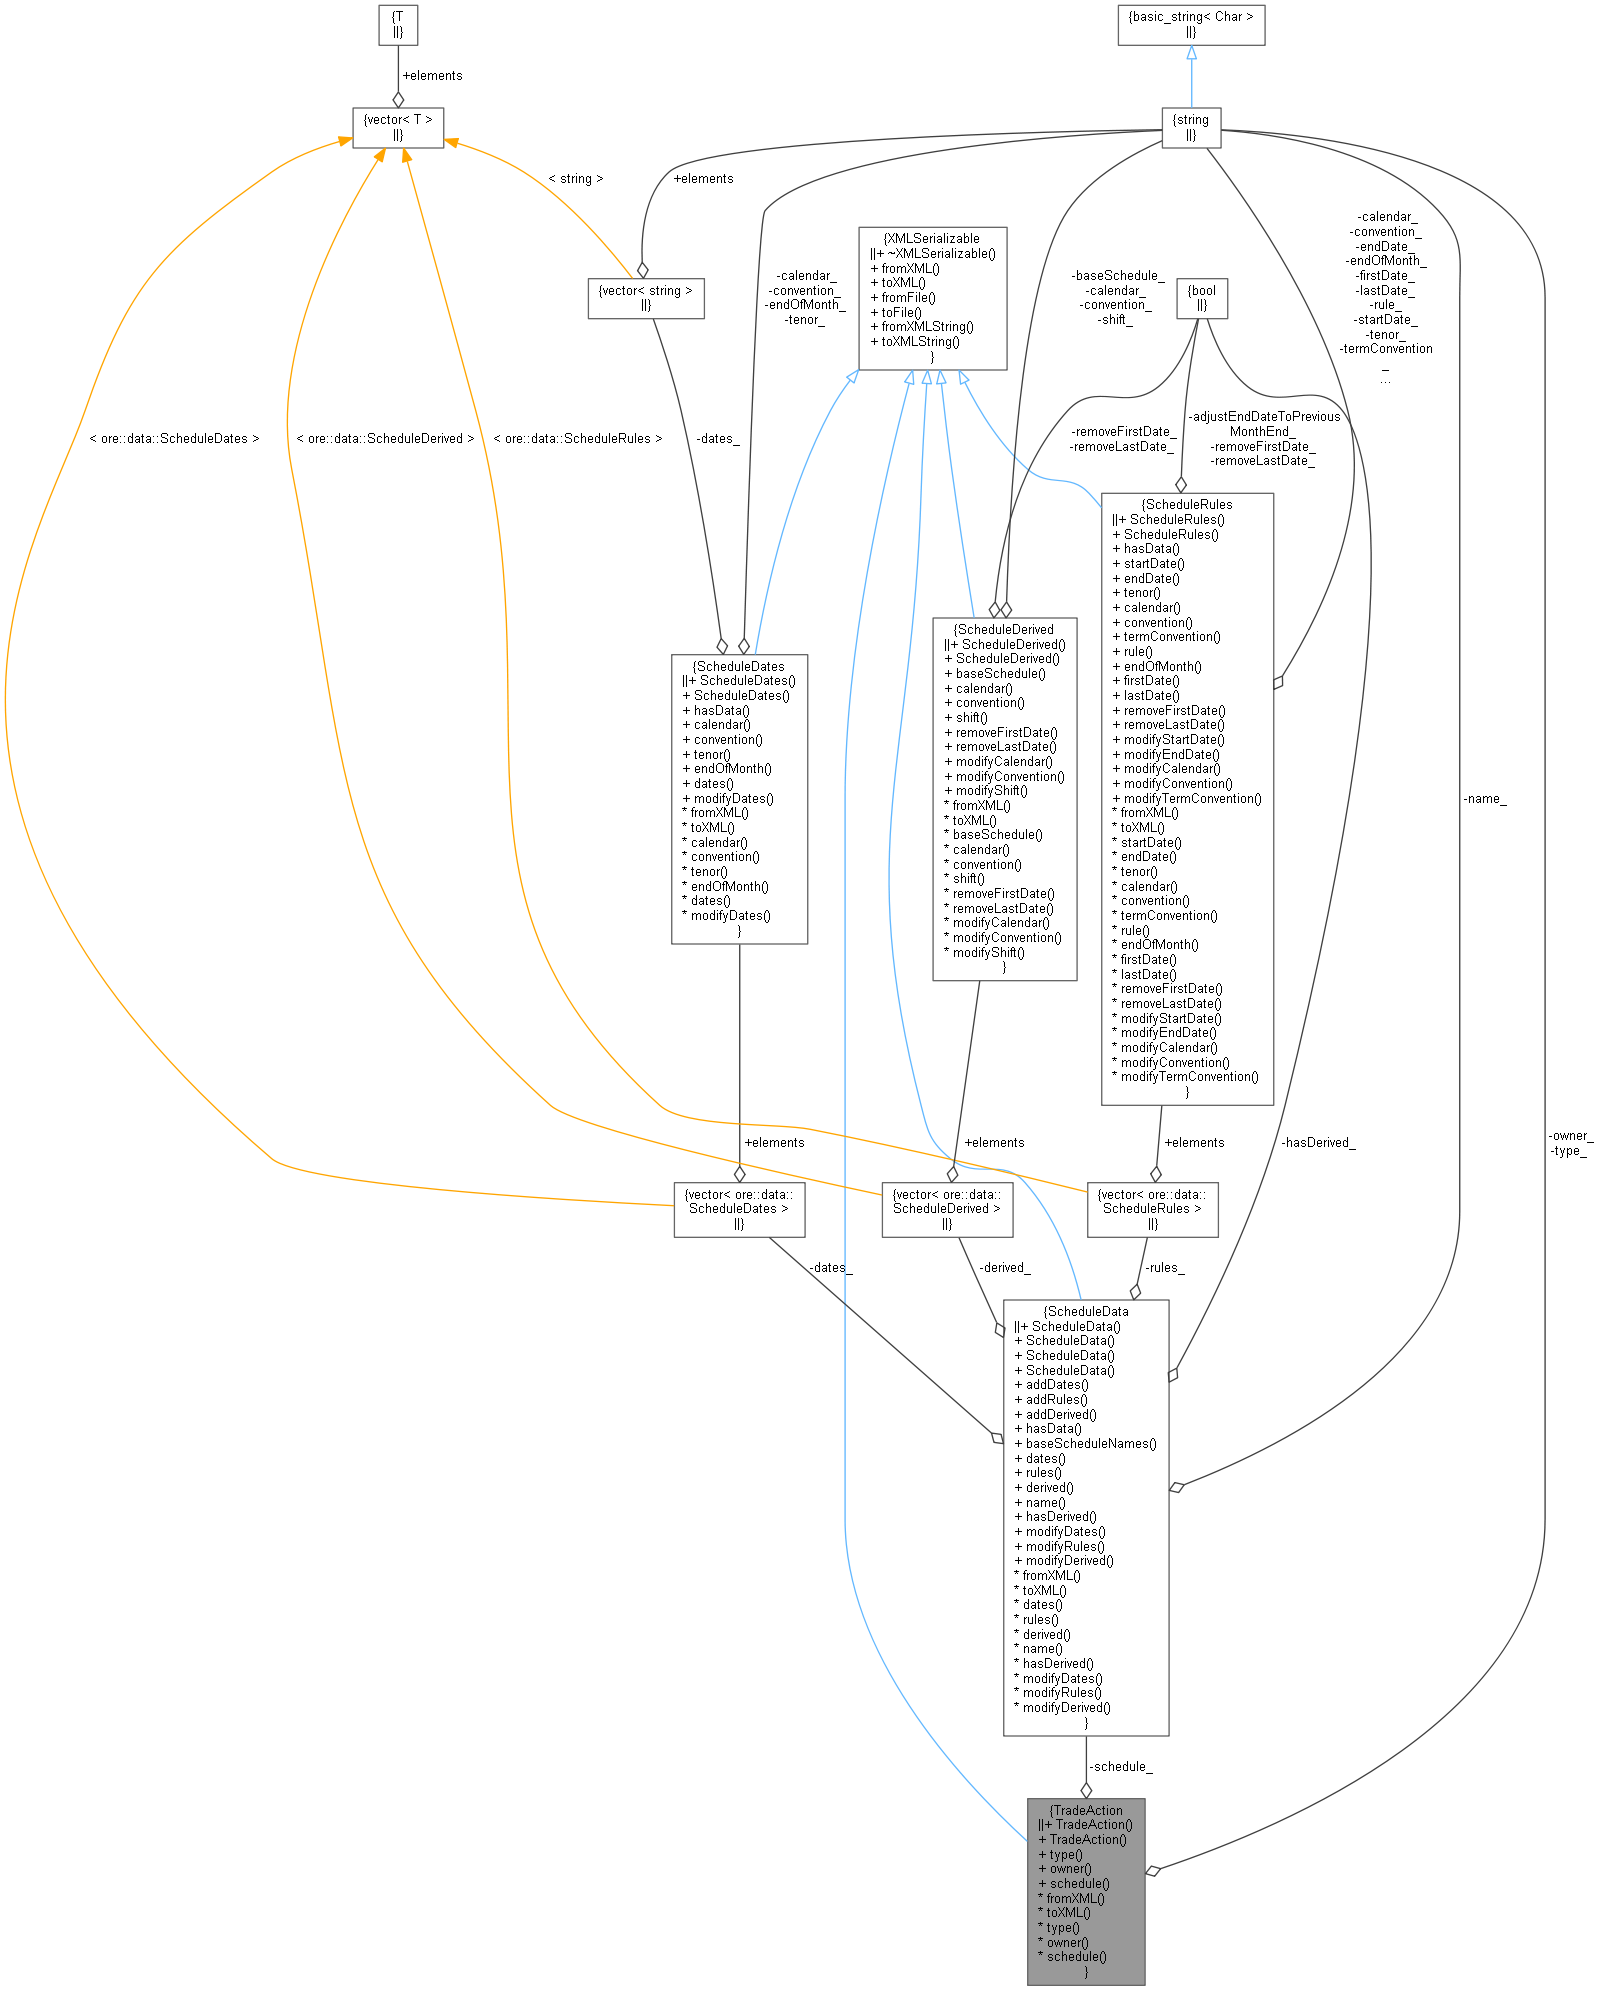 {T
||}
{basic_string< Char >
||}
+elements
{vector< T >
||}
{string
||}
< string >
+elements
{XMLSerializable
||+ ~XMLSerializable()
+ fromXML()
+ toXML()
+ fromFile()
+ toFile()
+ fromXMLString()
+ toXMLString()
}
{vector< string >
||}
-calendar_
-convention_
-endOfMonth_
-tenor_
-baseSchedule_
-calendar_
-convention_
-shift_
{bool
||}
-calendar_
-convention_
-endDate_
-endOfMonth_
-firstDate_
-lastDate_
-rule_
-startDate_
-tenor_
-termConvention
_
...
< ore::data::ScheduleDates >
< ore::data::ScheduleDerived >
< ore::data::ScheduleRules >
-dates_
-removeFirstDate_
-removeLastDate_
-adjustEndDateToPrevious
MonthEnd_
-removeFirstDate_
-removeLastDate_
{ScheduleDates
||+ ScheduleDates()
+ ScheduleDates()
+ hasData()
+ calendar()
+ convention()
+ tenor()
+ endOfMonth()
+ dates()
+ modifyDates()
* fromXML()
* toXML()
* calendar()
* convention()
* tenor()
* endOfMonth()
* dates()
* modifyDates()
}
{ScheduleDerived
||+ ScheduleDerived()
+ ScheduleDerived()
+ baseSchedule()
+ calendar()
+ convention()
+ shift()
+ removeFirstDate()
+ removeLastDate()
+ modifyCalendar()
+ modifyConvention()
+ modifyShift()
* fromXML()
* toXML()
* baseSchedule()
* calendar()
* convention()
* shift()
* removeFirstDate()
* removeLastDate()
* modifyCalendar()
* modifyConvention()
* modifyShift()
}
{ScheduleRules
||+ ScheduleRules()
+ ScheduleRules()
+ hasData()
+ startDate()
+ endDate()
+ tenor()
+ calendar()
+ convention()
+ termConvention()
+ rule()
+ endOfMonth()
+ firstDate()
+ lastDate()
+ removeFirstDate()
+ removeLastDate()
+ modifyStartDate()
+ modifyEndDate()
+ modifyCalendar()
+ modifyConvention()
+ modifyTermConvention()
* fromXML()
* toXML()
* startDate()
* endDate()
* tenor()
* calendar()
* convention()
* termConvention()
* rule()
* endOfMonth()
* firstDate()
* lastDate()
* removeFirstDate()
* removeLastDate()
* modifyStartDate()
* modifyEndDate()
* modifyCalendar()
* modifyConvention()
* modifyTermConvention()
}
-name_
+elements
+elements
+elements
-hasDerived_
-owner_
-type_
{vector< ore::data::
ScheduleDates >
||}
{vector< ore::data::
ScheduleDerived >
||}
{vector< ore::data::
ScheduleRules >
||}
-dates_
-derived_
-rules_
{ScheduleData
||+ ScheduleData()
+ ScheduleData()
+ ScheduleData()
+ ScheduleData()
+ addDates()
+ addRules()
+ addDerived()
+ hasData()
+ baseScheduleNames()
+ dates()
+ rules()
+ derived()
+ name()
+ hasDerived()
+ modifyDates()
+ modifyRules()
+ modifyDerived()
* fromXML()
* toXML()
* dates()
* rules()
* derived()
* name()
* hasDerived()
* modifyDates()
* modifyRules()
* modifyDerived()
}
-schedule_
{TradeAction
||+ TradeAction()
+ TradeAction()
+ type()
+ owner()
+ schedule()
* fromXML()
* toXML()
* type()
* owner()
* schedule()
}